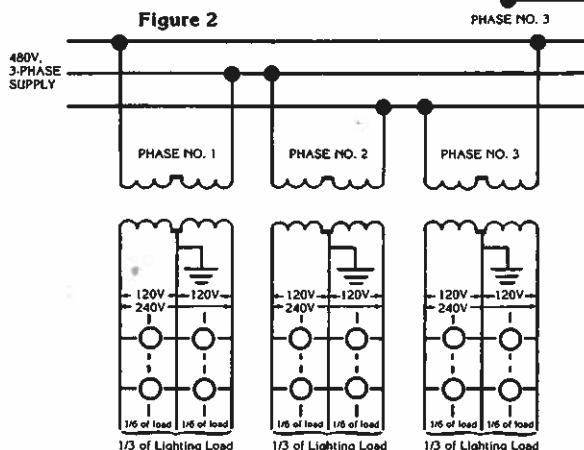 Figure 2
PHASE NO. 3
480V,
3-PHASE
SUPPLY
PHASE NO. 1
PHASE NO. 2
PHASE NO. 3
120V 120V
240V
120V 120V
240V
120V 120V
240V
1/6 of load 1/6 of load
1/6 of load 1/6 of load
1/6 of load 1/6 of load
1/3 of Lighting Load
1/3 of Lighting Load
1/3 of Lighting Load